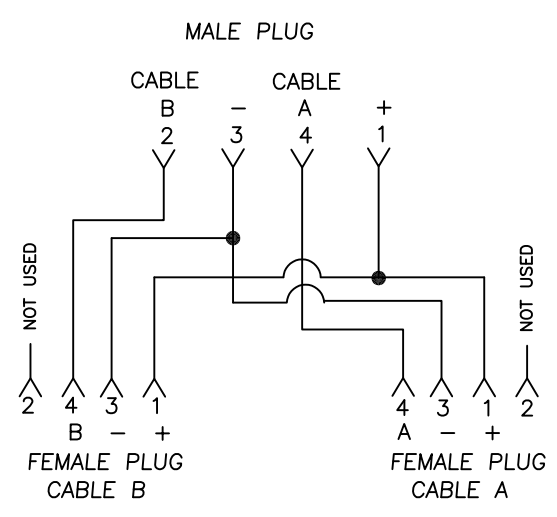 MALE PLUG
CABLE CABLE
B − A +
2 3 4 1
NOT USED NOT USED
2 4 3 1 4 3 1 2
B − + A − +
FEMALE PLUG FEMALE PLUG
CABLE B CABLE A